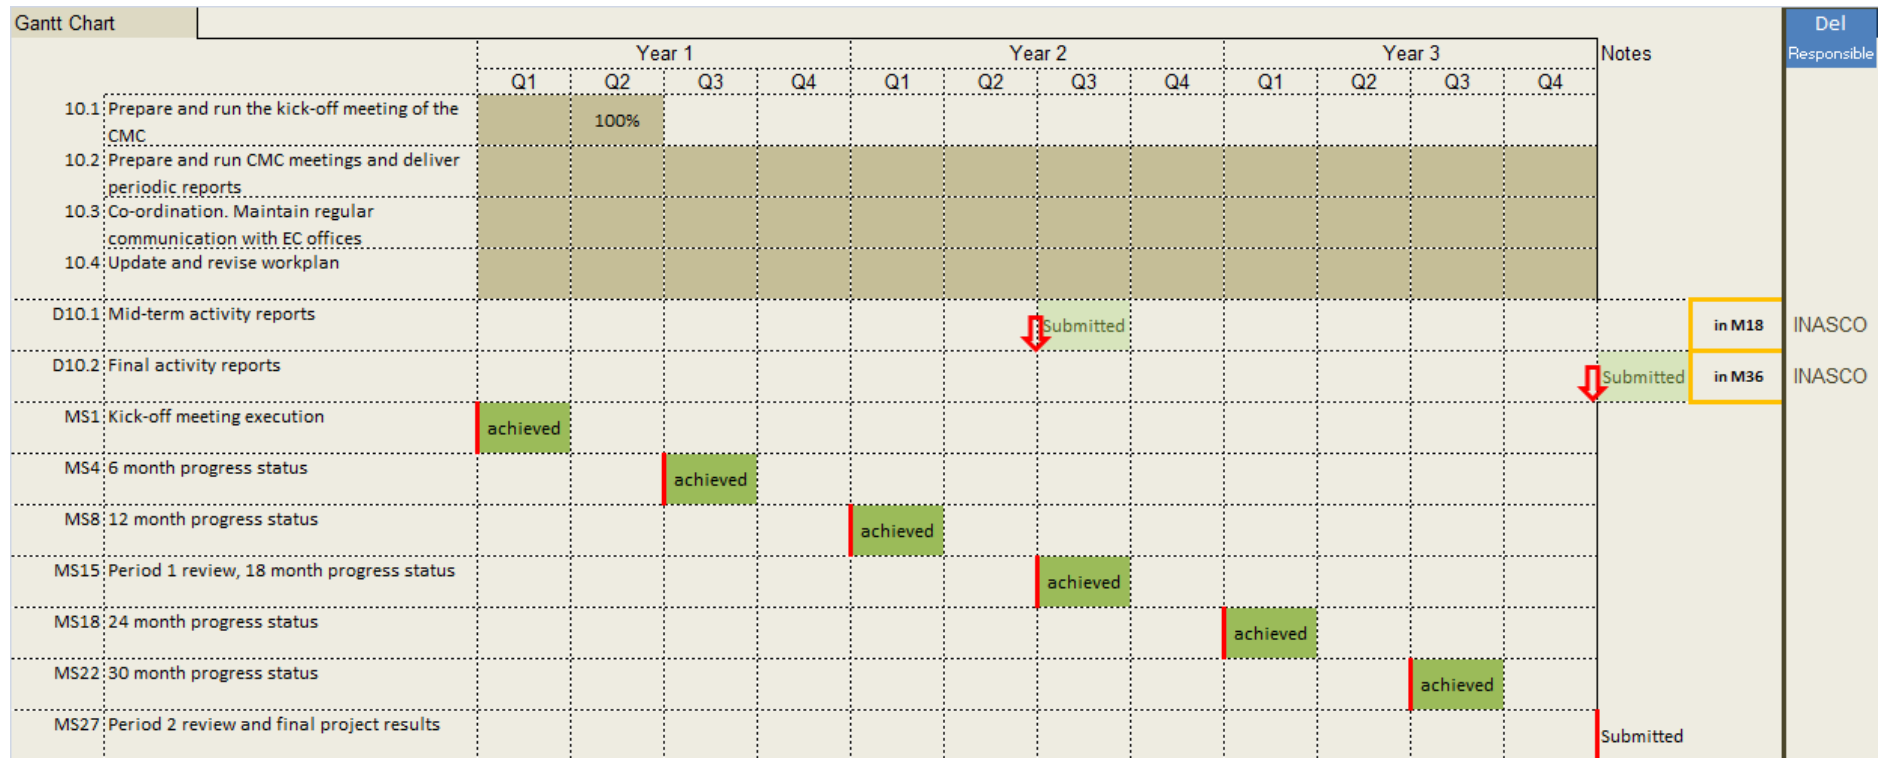 Gantt Chart
Del
Responsible
Year 1 Year 2 Year 3 Notes
Q1 Q2 Q3 Q4 Q1 Q2 Q3 Q4 Q1 Q2 Q3 Q4
10.1 Prepare and run the kick-off meeting of the
CMC
100%
10.2 Prepare and run CMC meetings and deliver
periodic reports
10.3 Co-ordination. Maintain regular
communication with EC offices
10.4 Update and revise workplan
D10.1 Mid-term activity reports
Submitted in M18 INASCO
D10.2 Final activity reports
Submitted in M36 INASCO
MS1 Kick-off meeting execution
achieved
MS4 6 month progress status
achieved
MS8 12 month progress status
achieved
MS15 Period 1 review, 18 month progress status
achieved
MS18 24 month progress status
achieved
MS22 30 month progress status
achieved
MS27 Period 2 review and final project results
Submitted